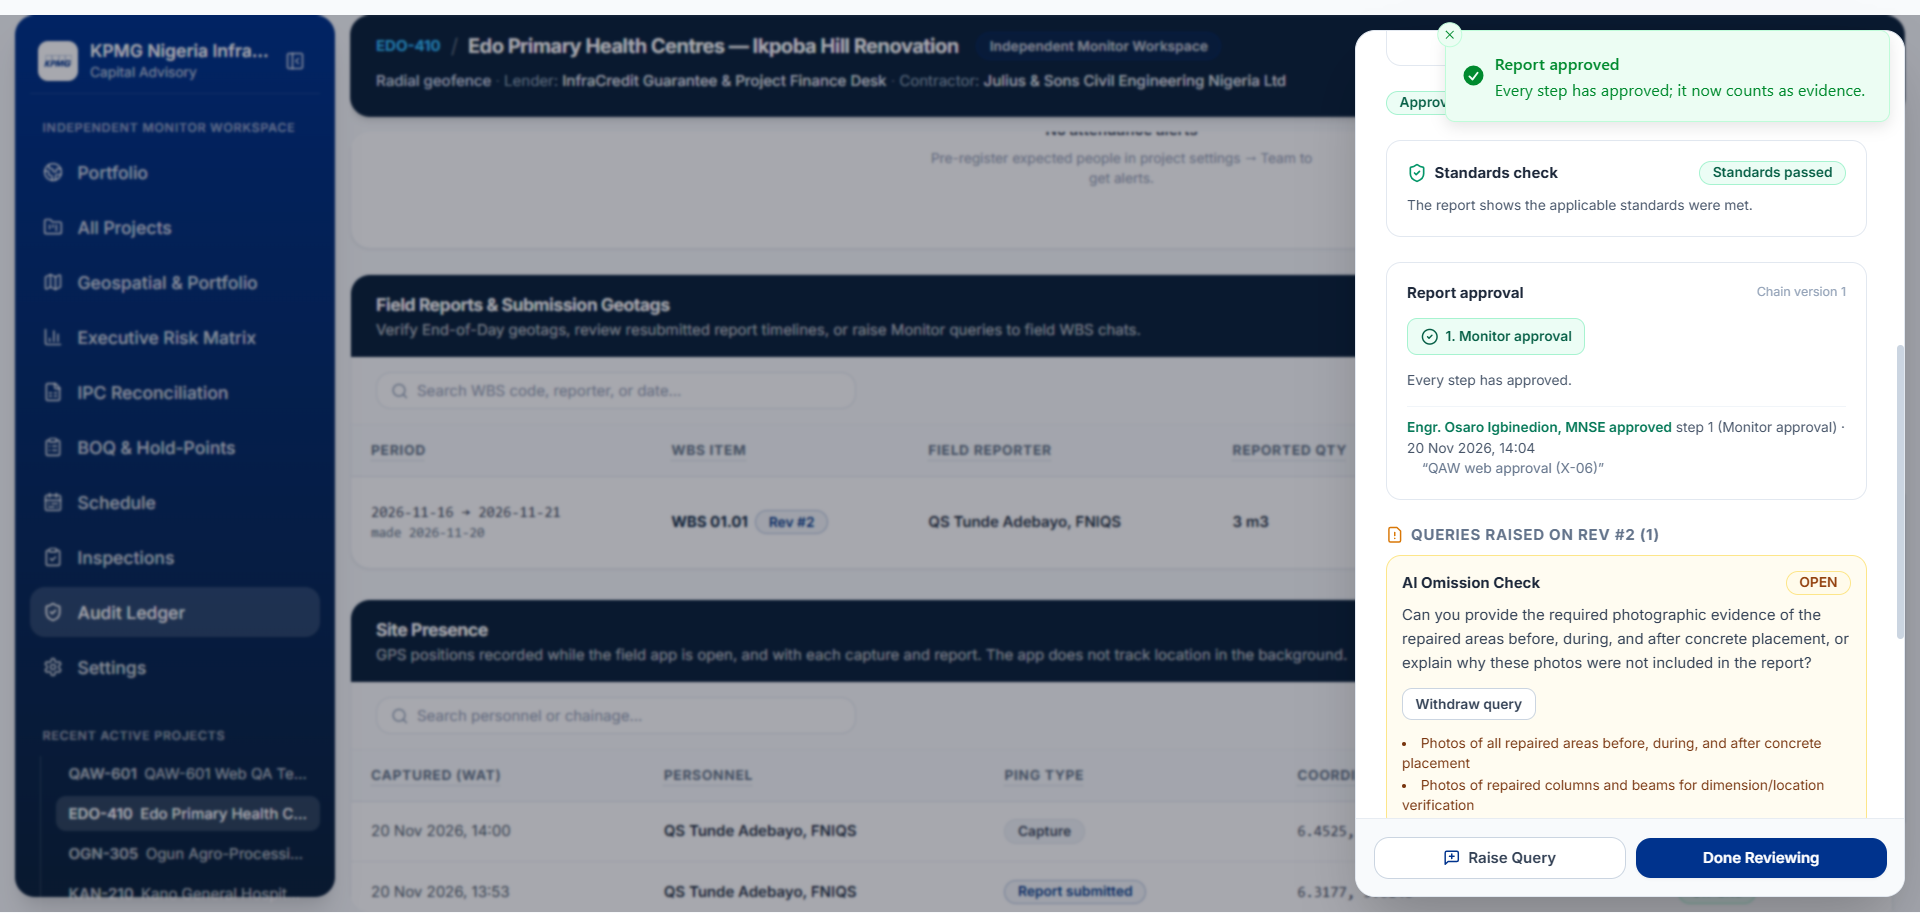 KPMG Nigeria Infra...
Capital Advisory
INDEPENDENT MONITOR WORKSPACE
Portfolio
All Projects
Geospatial & Portfolio
Executive Risk Matrix
IPC Reconciliation
BOQ & Hold-Points
Schedule
Inspections
Audit Ledger
Settings
RECENT ACTIVE PROJECTS
QAW-601 QAW-601 Web QA Te...
EDO-410 Edo Primary Health C...
OGN-305 Ogun Agro-Processi...
KAN-210 Kano General Hospit
EDO-410 / Edo Primary Health Centres — Ikpoba Hill Renovation Independent Monitor Workspace
Radial geofence · Lender: InfraCredit Guarantee & Project Finance Desk · Contractor: Julius & Sons Civil Engineering Nigeria Ltd
No attendance alerts
Pre-register expected people in project settings → Team to
get alerts.
Field Reports & Submission Geotags
Verify End-of-Day geotags, review resubmitted report timelines, or raise Monitor queries to field WBS chats.
Search WBS code, reporter, or date...
PERIOD WBS ITEM FIELD REPORTER REPORTED QTY
2026-11-16 → 2026-11-21
made 2026-11-20
WBS 01.01 Rev #2 QS Tunde Adebayo, FNIQS 3 m3
Site Presence
GPS positions recorded while the field app is open, and with each capture and report. The app does not track location in the background.
Search personnel or chainage...
CAPTURED (WAT) PERSONNEL PING TYPE COORDI
20 Nov 2026, 14:00 QS Tunde Adebayo, FNIQS Capture 6.4525,
20 Nov 2026, 13:53 QS Tunde Adebayo, FNIQS Report submitted 6.3177,
Report approved
Every step has approved; it now counts as evidence.
Approv
Standards check Standards passed
The report shows the applicable standards were met.
Report approval Chain version 1
1. Monitor approval
Every step has approved.
Engr. Osaro Igbinedion, MNSE approved step 1 (Monitor approval) ·
20 Nov 2026, 14:04
“QAW web approval (X-06)”
QUERIES RAISED ON REV #2 (1)
AI Omission Check OPEN
Can you provide the required photographic evidence of the
repaired areas before, during, and after concrete placement, or
explain why these photos were not included in the report?
Withdraw query
• Photos of all repaired areas before, during, and after concrete
placement
• Photos of repaired columns and beams for dimension/location
verification
Raise Query Done Reviewing